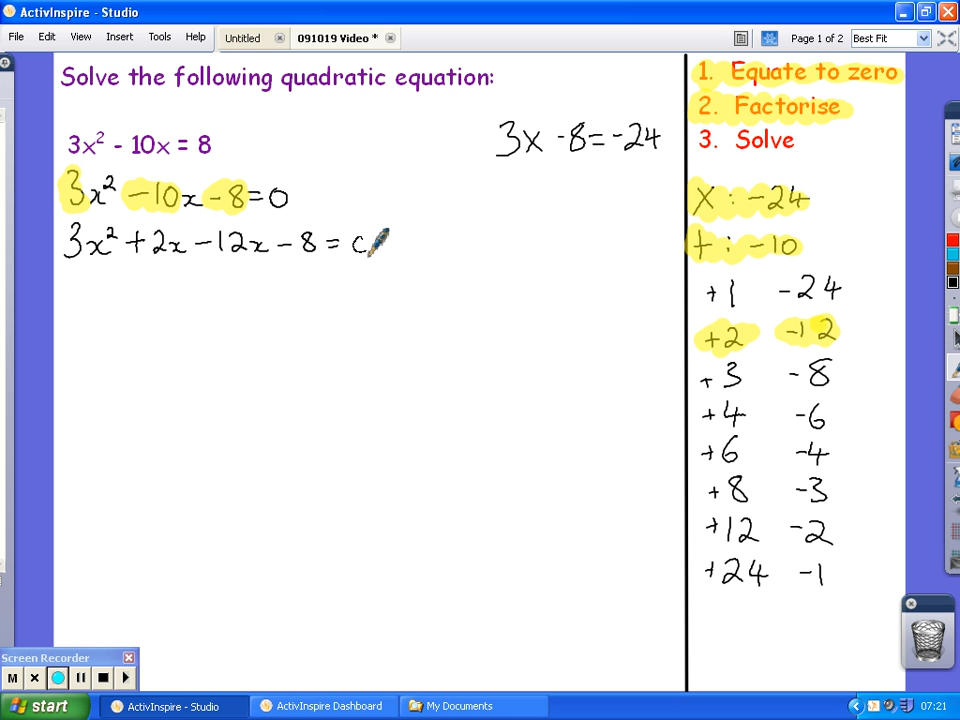 ActivInspire - Studio
File Edit View Insert Tools Help
Untitled
091019 Video *
Page 1 of 2
Best Fit
Solve the following quadratic equation:
3x² - 10x = 8
3x - 8 = -24
3x² - 10x - 8 = 0
3x² + 2x - 12x - 8 =
1. Equate to zero
2. Factorise
3. Solve
X : -24
+ : -10
+1 -24
+2 -12
+3 -8
+4 -6
+6 -4
+8 -3
+12 -2
+24 -1
Screen Recorder
M
start
ActivInspire - Studio
ActivInspire Dashboard
My Documents
07:21